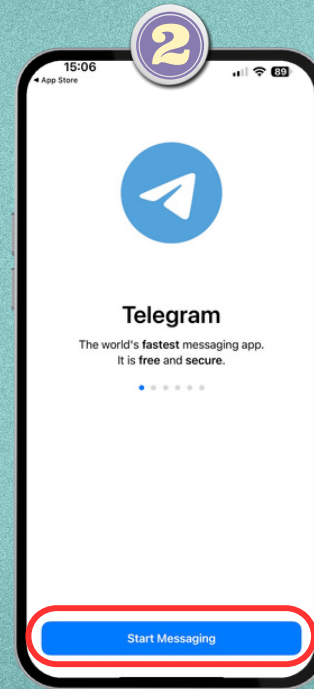 2
15:06
89
App Store
Telegram
The world's fastest messaging app.
It is free and secure.
Start Messaging